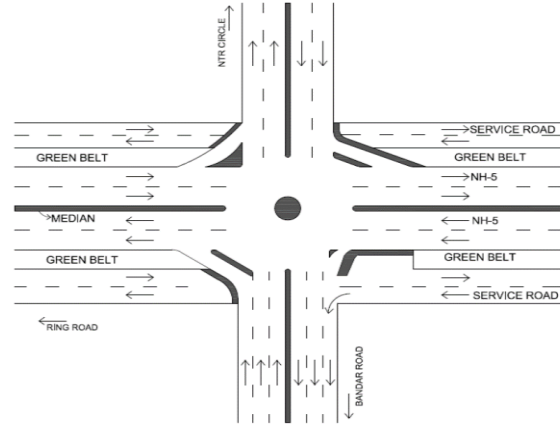 NTR CIRCLE
SERVICE ROAD
GREEN BELT
GREEN BELT
NH-5
MEDIAN
NH-5
GREEN BELT
GREEN BELT
SERVICE ROAD
RING ROAD
BANDAR ROAD